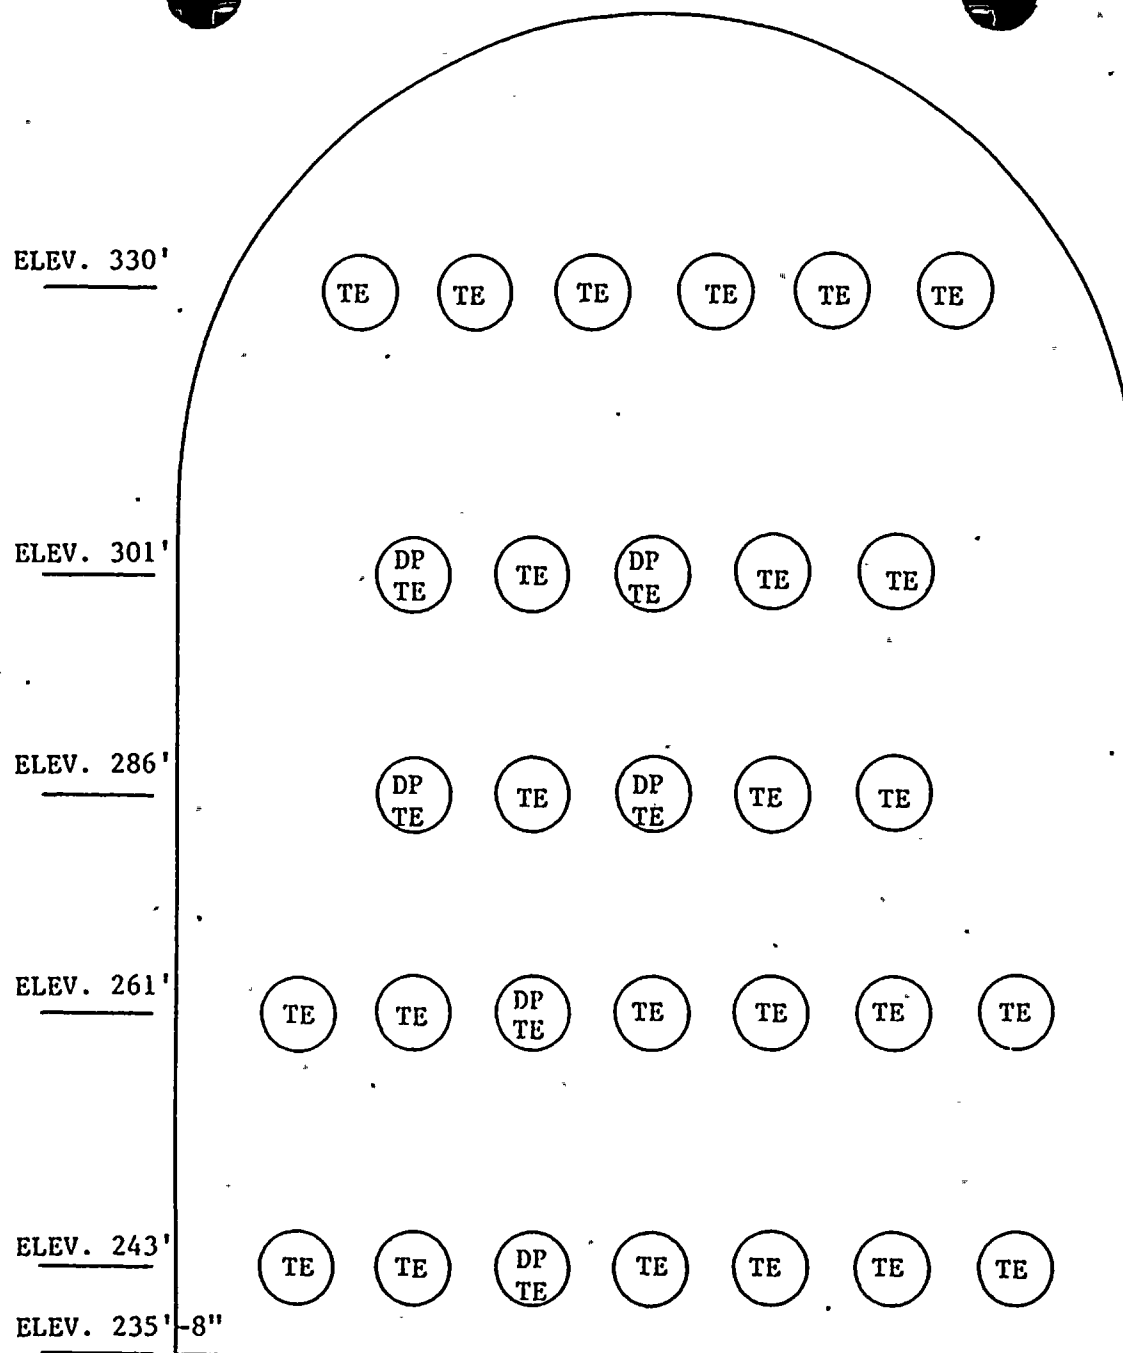 ELEV. 330'
TE TE TE TE TE TE
ELEV. 301'
DP TE DP TE TE
TE TE
ELEV. 286'
DP TE DP TE TE
TE TE
ELEV. 261'
TE TE DP TE TE TE TE
TE
ELEV. 243'
TE TE DP TE TE TE TE
TE
ELEV. 235'-8"